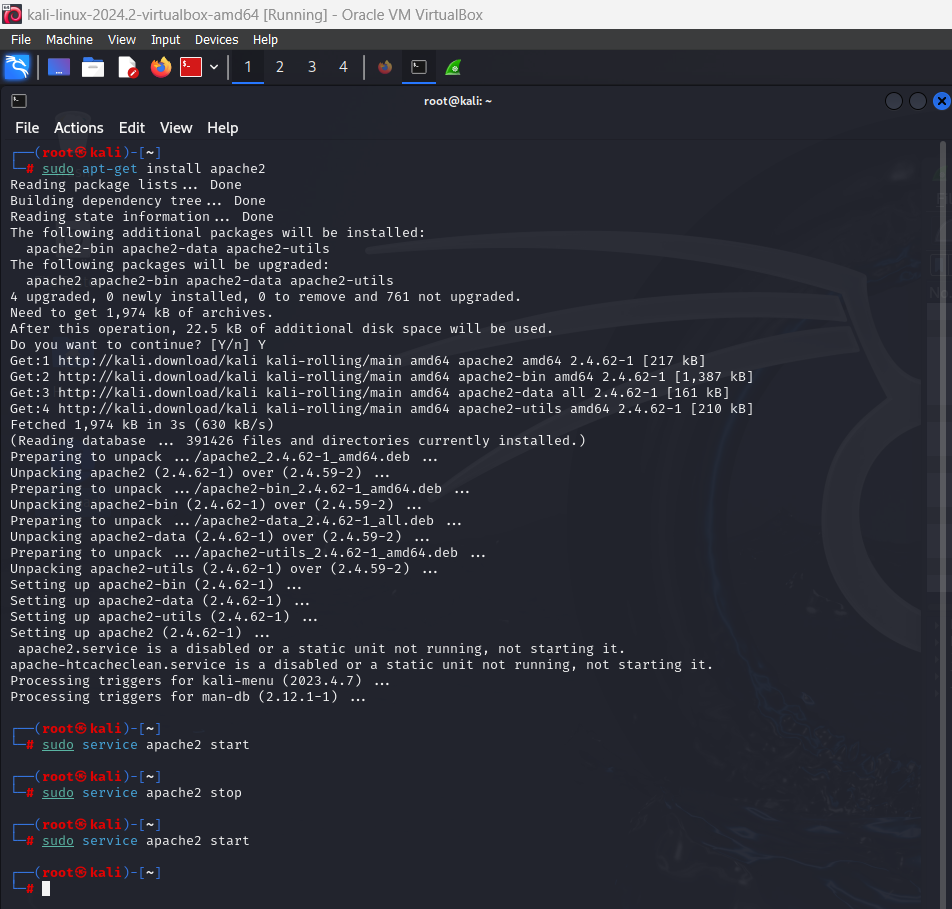 kali-linux-2024.2-virtualbox-amd64 [Running] - Oracle VM VirtualBox
File Machine View Input Devices Help
1 2 3 4
root@kali: ~
File Actions Edit View Help
┌──(root㉿kali)-[~]
└─# sudo apt-get install apache2
Reading package lists... Done
Building dependency tree... Done
Reading state information... Done
The following additional packages will be installed:
  apache2-bin apache2-data apache2-utils
The following packages will be upgraded:
  apache2 apache2-bin apache2-data apache2-utils
4 upgraded, 0 newly installed, 0 to remove and 761 not upgraded.
Need to get 1,974 kB of archives.
After this operation, 22.5 kB of additional disk space will be used.
Do you want to continue? [Y/n] Y
Get:1 http://kali.download/kali kali-rolling/main amd64 apache2 amd64 2.4.62-1 [217 kB]
Get:2 http://kali.download/kali kali-rolling/main amd64 apache2-bin amd64 2.4.62-1 [1,387 kB]
Get:3 http://kali.download/kali kali-rolling/main amd64 apache2-data all 2.4.62-1 [161 kB]
Get:4 http://kali.download/kali kali-rolling/main amd64 apache2-utils amd64 2.4.62-1 [210 kB]
Fetched 1,974 kB in 3s (630 kB/s)
(Reading database ... 391426 files and directories currently installed.)
Preparing to unpack .../apache2_2.4.62-1_amd64.deb ...
Unpacking apache2 (2.4.62-1) over (2.4.59-2) ...
Preparing to unpack .../apache2-bin_2.4.62-1_amd64.deb ...
Unpacking apache2-bin (2.4.62-1) over (2.4.59-2) ...
Preparing to unpack .../apache2-data_2.4.62-1_all.deb ...
Unpacking apache2-data (2.4.62-1) over (2.4.59-2) ...
Preparing to unpack .../apache2-utils_2.4.62-1_amd64.deb ...
Unpacking apache2-utils (2.4.62-1) over (2.4.59-2) ...
Setting up apache2-bin (2.4.62-1) ...
Setting up apache2-data (2.4.62-1) ...
Setting up apache2-utils (2.4.62-1) ...
Setting up apache2 (2.4.62-1) ...
 apache2.service is a disabled or a static unit not running, not starting it.
apache-htcacheclean.service is a disabled or a static unit not running, not starting it.
Processing triggers for kali-menu (2023.4.7) ...
Processing triggers for man-db (2.12.1-1) ...
┌──(root㉿kali)-[~]
└─# sudo service apache2 start
┌──(root㉿kali)-[~]
└─# sudo service apache2 stop
┌──(root㉿kali)-[~]
└─# sudo service apache2 start
┌──(root㉿kali)-[~]
└─#